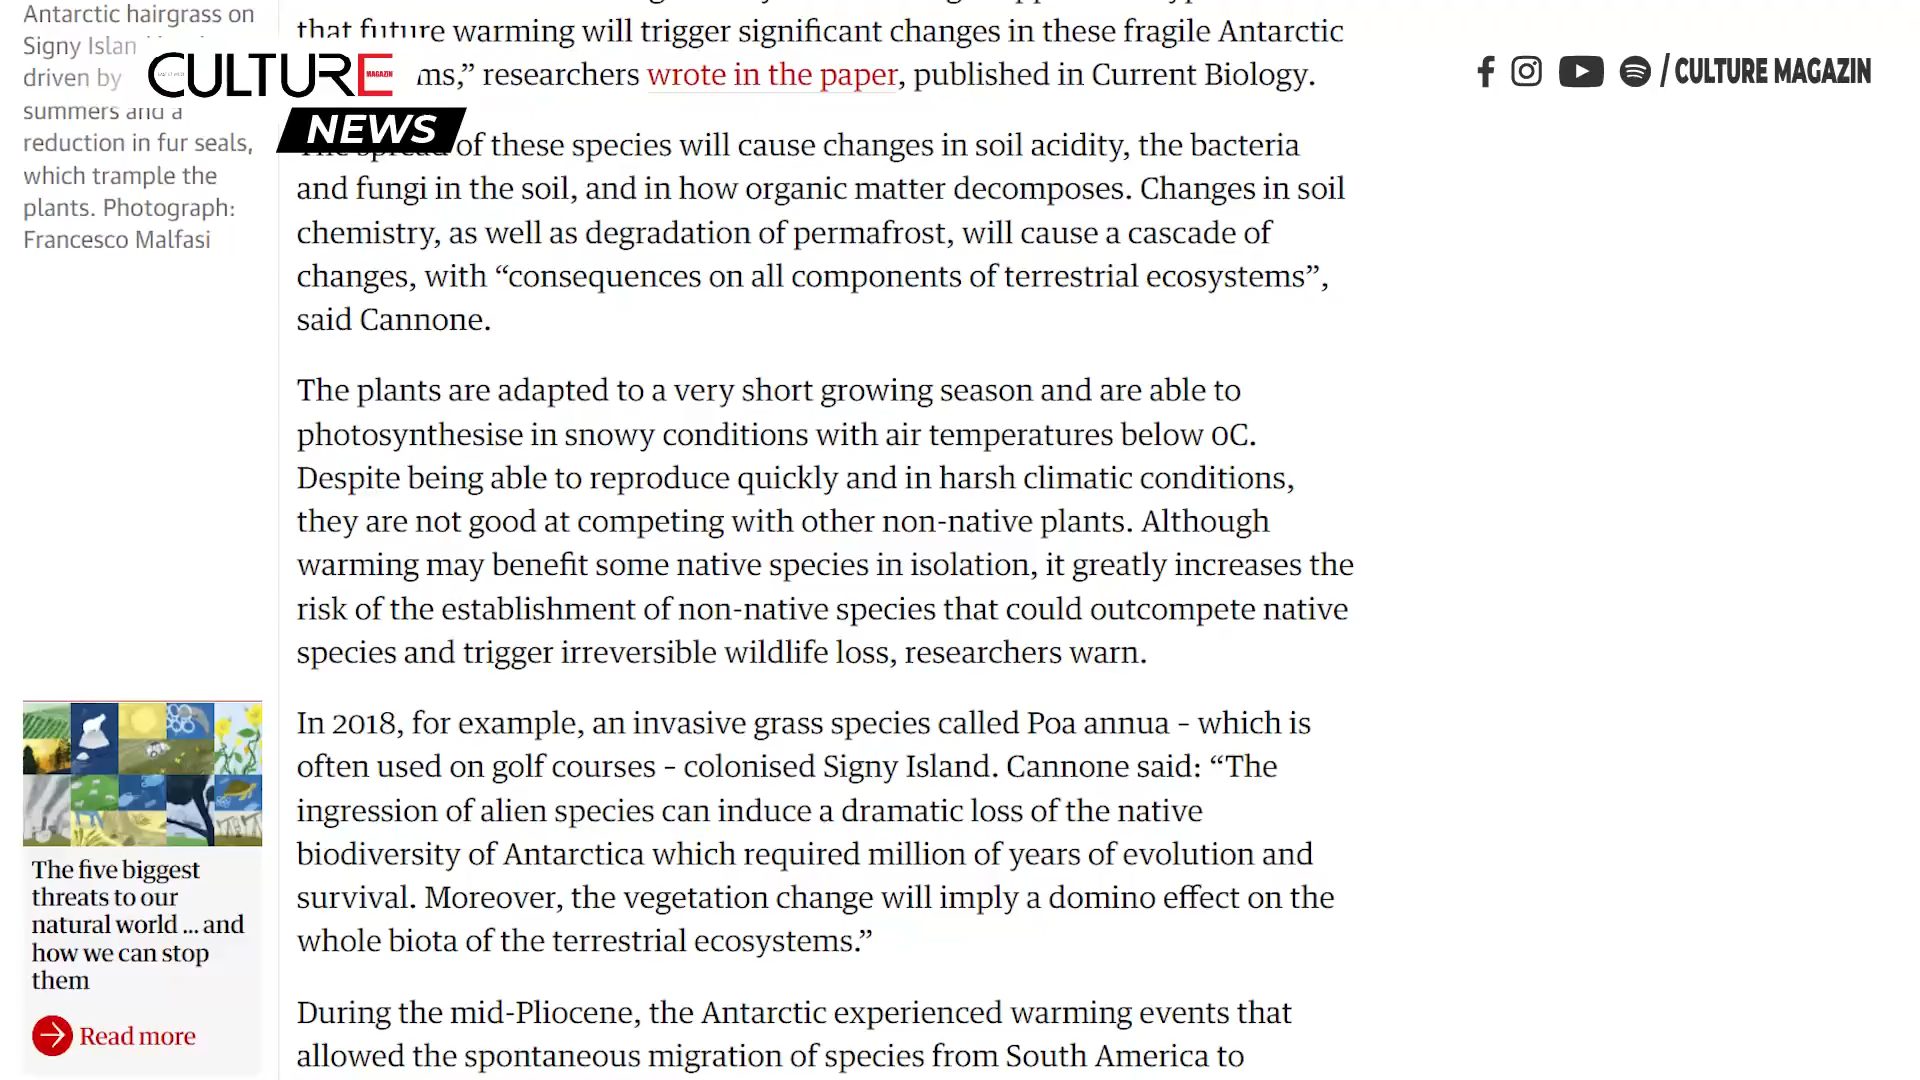 Antarctic hairgrass on
Signy Islan
driven by
summers and a
reduction in fur seals,
which trample the
plants. Photograph:
Francesco Malfasi
CULTURE
MAGAZIN
NEWS
/ CULTURE MAGAZIN
that future warming will trigger significant changes in these fragile Antarctic
ms,” researchers wrote in the paper, published in Current Biology.
The spread of these species will cause changes in soil acidity, the bacteria
and fungi in the soil, and in how organic matter decomposes. Changes in soil
chemistry, as well as degradation of permafrost, will cause a cascade of
changes, with “consequences on all components of terrestrial ecosystems”,
said Cannone.
The plants are adapted to a very short growing season and are able to
photosynthesise in snowy conditions with air temperatures below 0C.
Despite being able to reproduce quickly and in harsh climatic conditions,
they are not good at competing with other non-native plants. Although
warming may benefit some native species in isolation, it greatly increases the
risk of the establishment of non-native species that could outcompete native
species and trigger irreversible wildlife loss, researchers warn.
In 2018, for example, an invasive grass species called Poa annua – which is
often used on golf courses – colonised Signy Island. Cannone said: “The
ingression of alien species can induce a dramatic loss of the native
biodiversity of Antarctica which required million of years of evolution and
survival. Moreover, the vegetation change will imply a domino effect on the
whole biota of the terrestrial ecosystems.”
During the mid-Pliocene, the Antarctic experienced warming events that
allowed the spontaneous migration of species from South America to
The five biggest
threats to our
natural world ... and
how we can stop
them
Read more